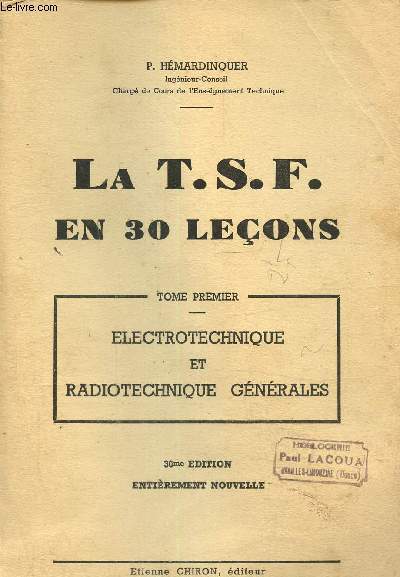 © Le-livre.com
P. HÉMARDINQUER
Ingénieur-Conseil
Chargé de Cours de l'Enseignement Technique
LA T.S.F.
EN 30 LEÇONS
TOME PREMIER
ELECTROTECHNIQUE
ET
RADIOTECHNIQUE GÉNÉRALES
HORLOGERIE
Paul LACOUA
30me EDITION
ENTIÈREMENT NOUVELLE
Etienne CHIRON, éditeur